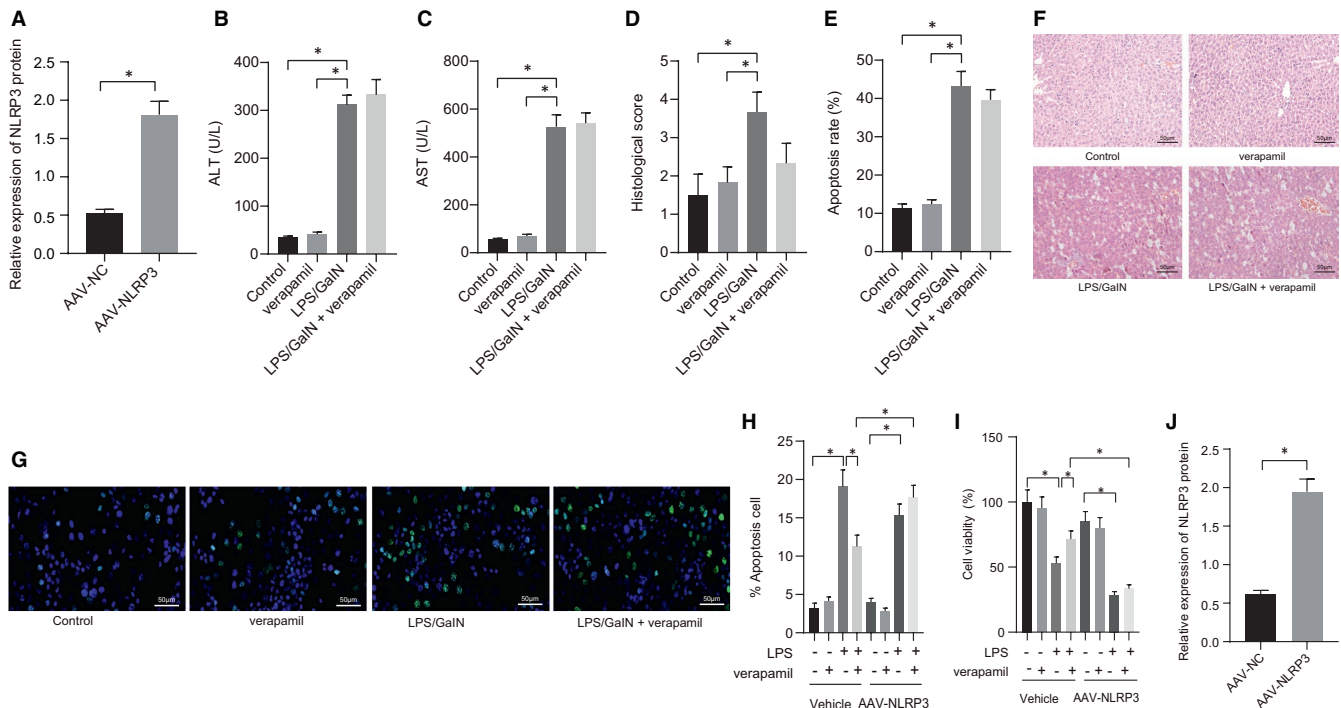 A
Relative expression of NLRP3 protein
2.5
2.0
1.5
1.0
0.5
0.0
*
AAV-NC
AAV-NLRP3
B
ALT (U/L)
400
300
200
100
0
*
*
Control
verapamil
LPS/GalN
LPS/GalN + verapamil
C
AST (U/L)
800
600
400
200
0
*
*
Control
verapamil
LPS/GalN
LPS/GalN + verapamil
D
Histological score
5
4
3
2
1
0
*
*
Control
verapamil
LPS/GalN
LPS/GalN + verapamil
E
Apoptosis rate (%)
50
40
30
20
10
0
*
*
Control
verapamil
LPS/GalN
LPS/GalN + verapamil
F
50μm
50μm
Control
verapamil
50μm
50μm
LPS/GalN
LPS/GalN + verapamil
G
50μm
50μm
50μm
50μm
Control
verapamil
LPS/GalN
LPS/GalN + verapamil
H
% Apoptosis cell
25
20
15
10
5
0
*
*
*
*
LPS - - + + - - + +
verapamil - + - + - + - +
Vehicle AAV-NLRP3
I
Cell viablity (%)
150
100
50
0
*
*
*
*
LPS - - + + - - + +
verapamil - + - + - + - +
Vehicle AAV-NLRP3
J
Relative expression of NLRP3 protein
2.5
2.0
1.5
1.0
0.5
0.0
*
AAV-NC
AAV-NLRP3